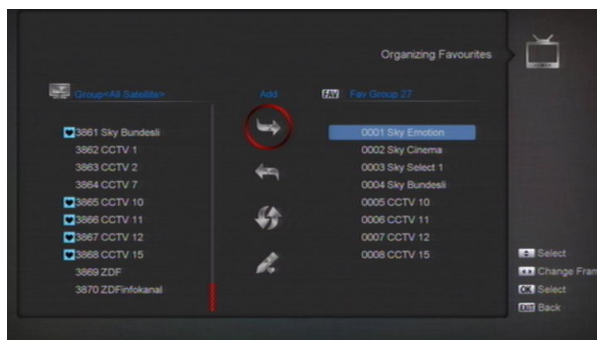 Organizing Favourites
Group<All Satellite>
Add
FAV Fav Group 27
3861 Sky Bundesli
3862 CCTV 1
3863 CCTV 2
3864 CCTV 7
3865 CCTV 10
3866 CCTV 11
3867 CCTV 12
3868 CCTV 15
3869 ZDF
3870 ZDFinfokanal
0001 Sky Emotion
0002 Sky Cinema
0003 Sky Select 1
0004 Sky Bundesli
0005 CCTV 10
0006 CCTV 11
0007 CCTV 12
0008 CCTV 15
Select
Change Fram
OK Select
EXIT Back